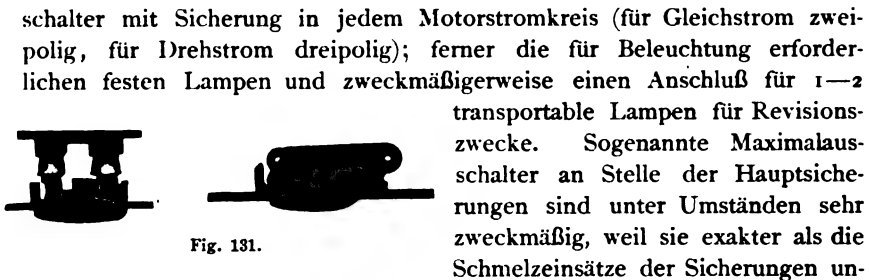 schalter mit Sicherung in jedem Motorstromkreis (für Gleichstrom zwei-
polig, für Drehstrom dreipolig); ferner die für Beleuchtung erforder-
lichen festen Lampen und zweckmäßigerweise einen Anschluß für 1—2
transportable Lampen für Revisions-
zwecke. Sogenannte Maximalaus-
schalter an Stelle der Hauptsiche-
rungen sind unter Umständen sehr
zweckmäßig, weil sie exakter als die
Schmelzeinsätze der Sicherungen un-
Fig. 131.